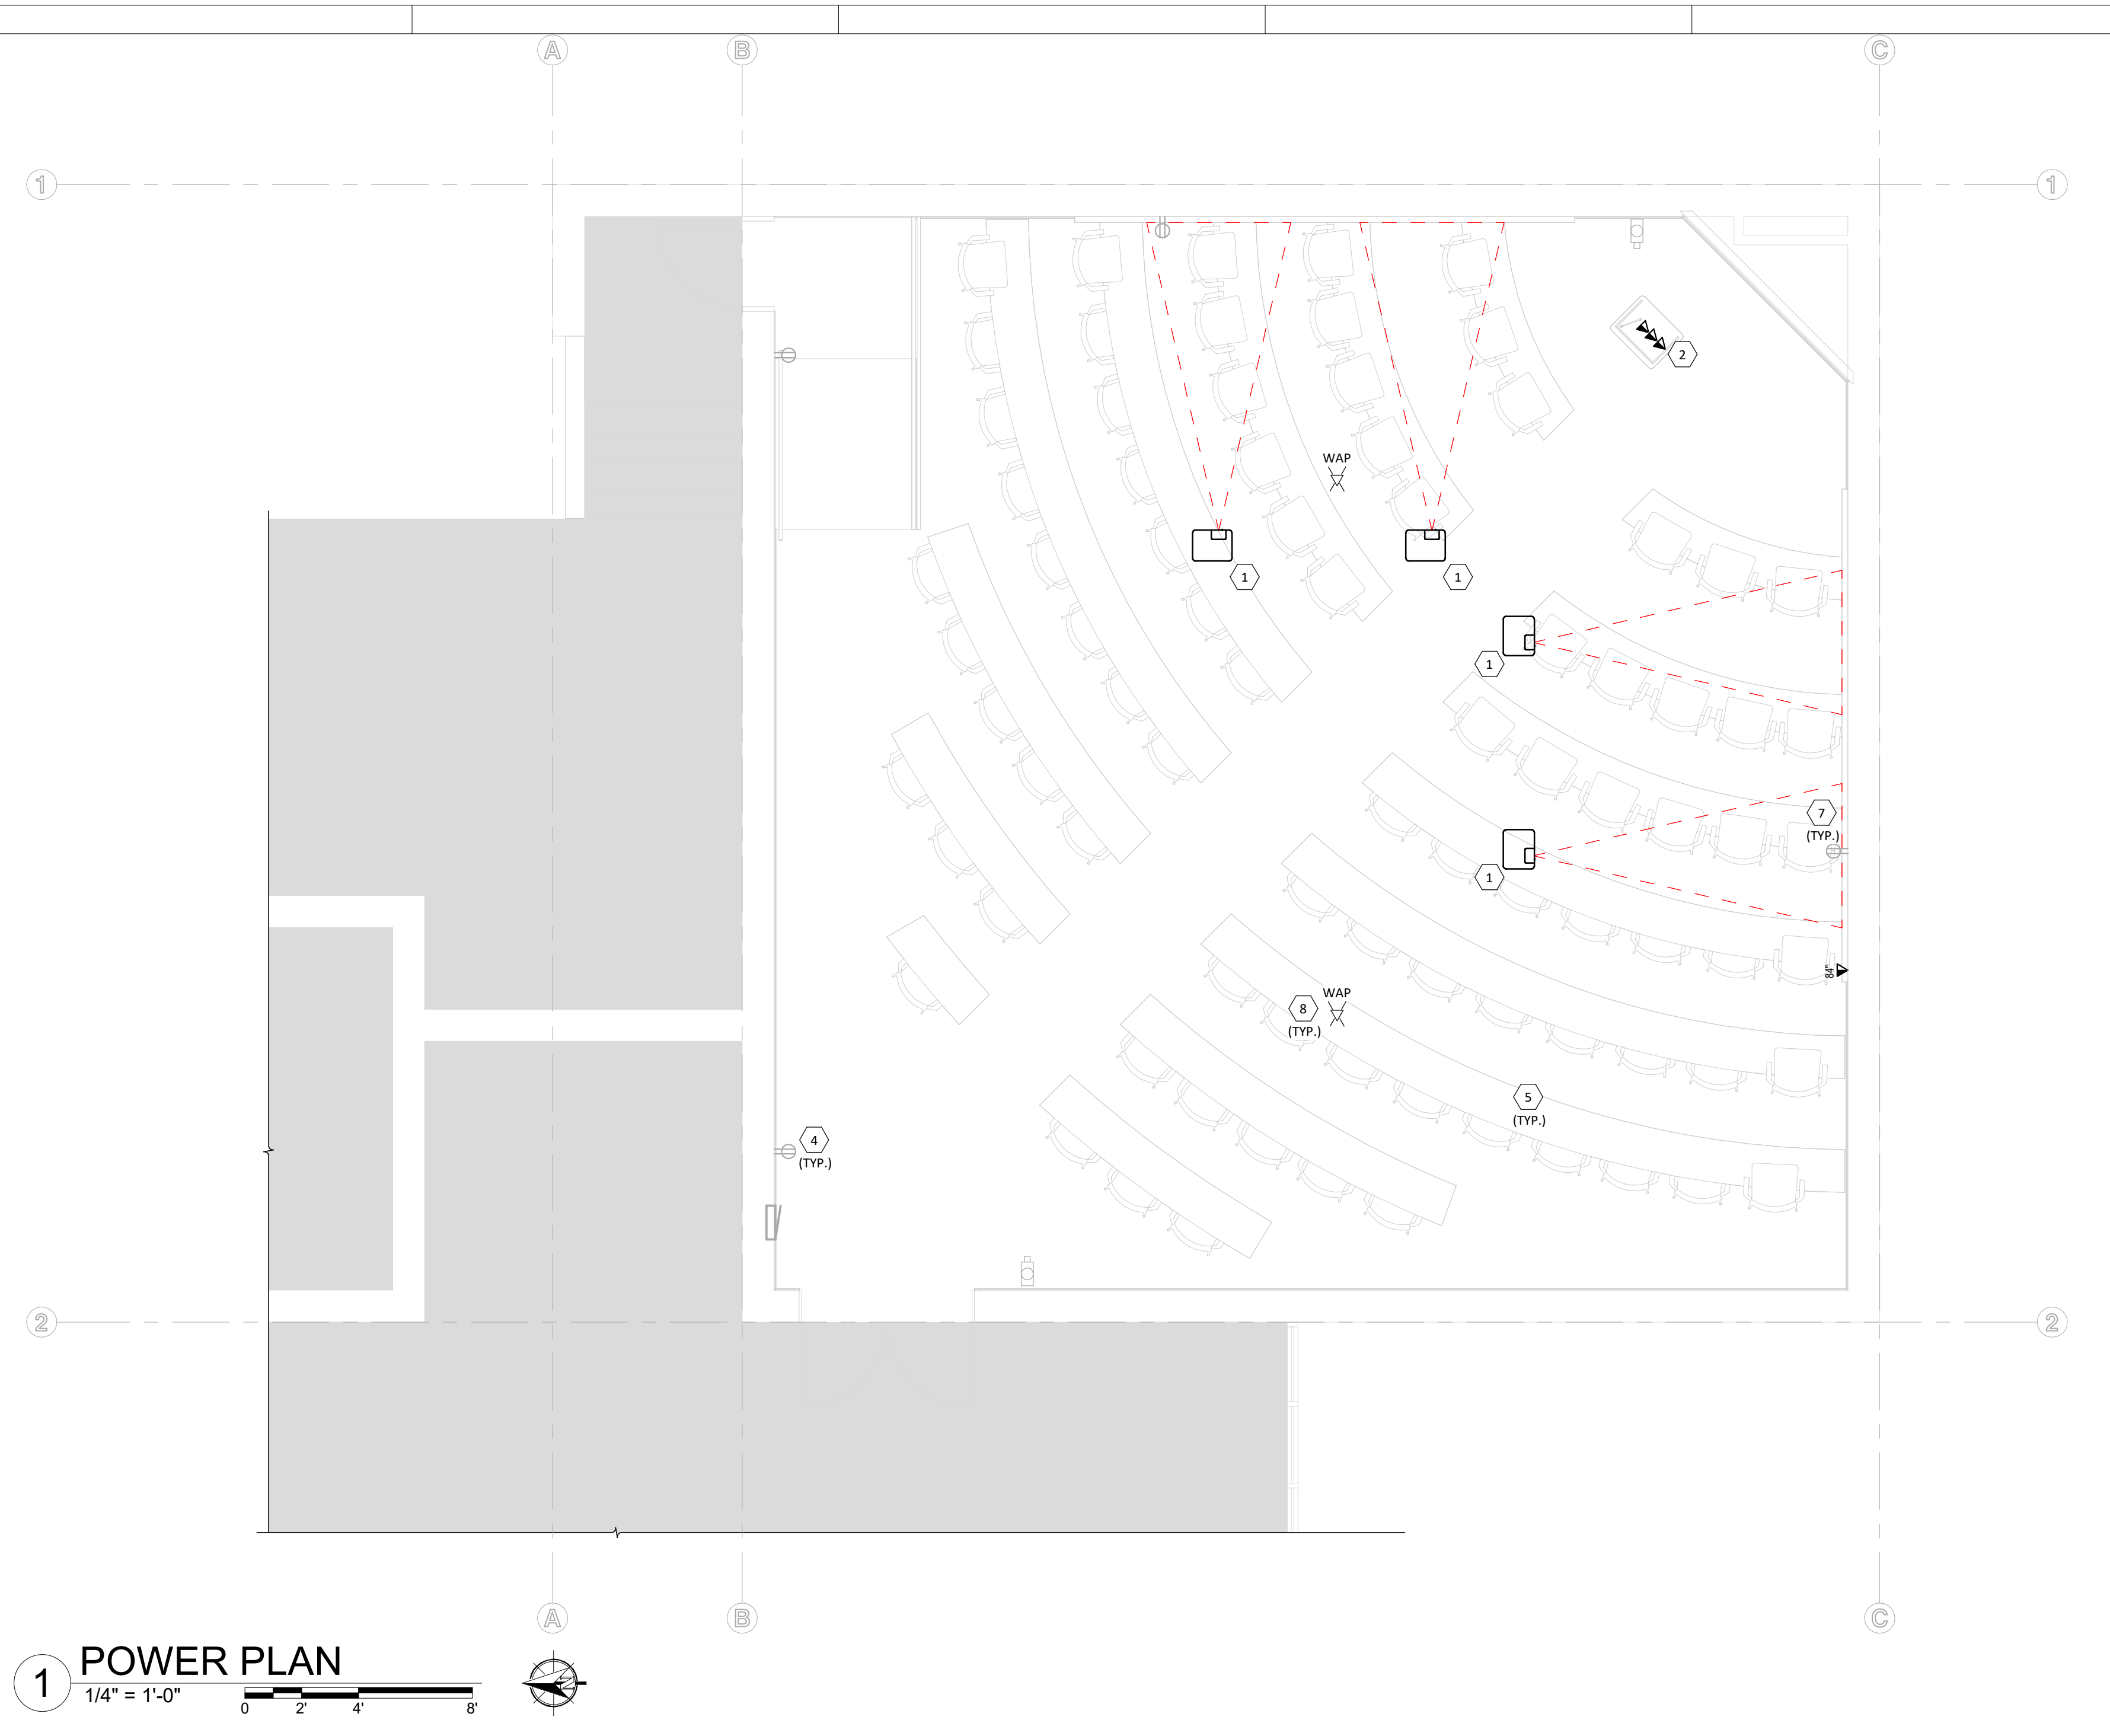 A B C
1 1
2
WAP
1 1
1
7
(TYP.)
1
84"
WAP
8
(TYP.)
5
(TYP.)
4
(TYP.)
2 2
A B C
1 POWER PLAN
1/4" = 1'-0"
0 2' 4' 8'
N